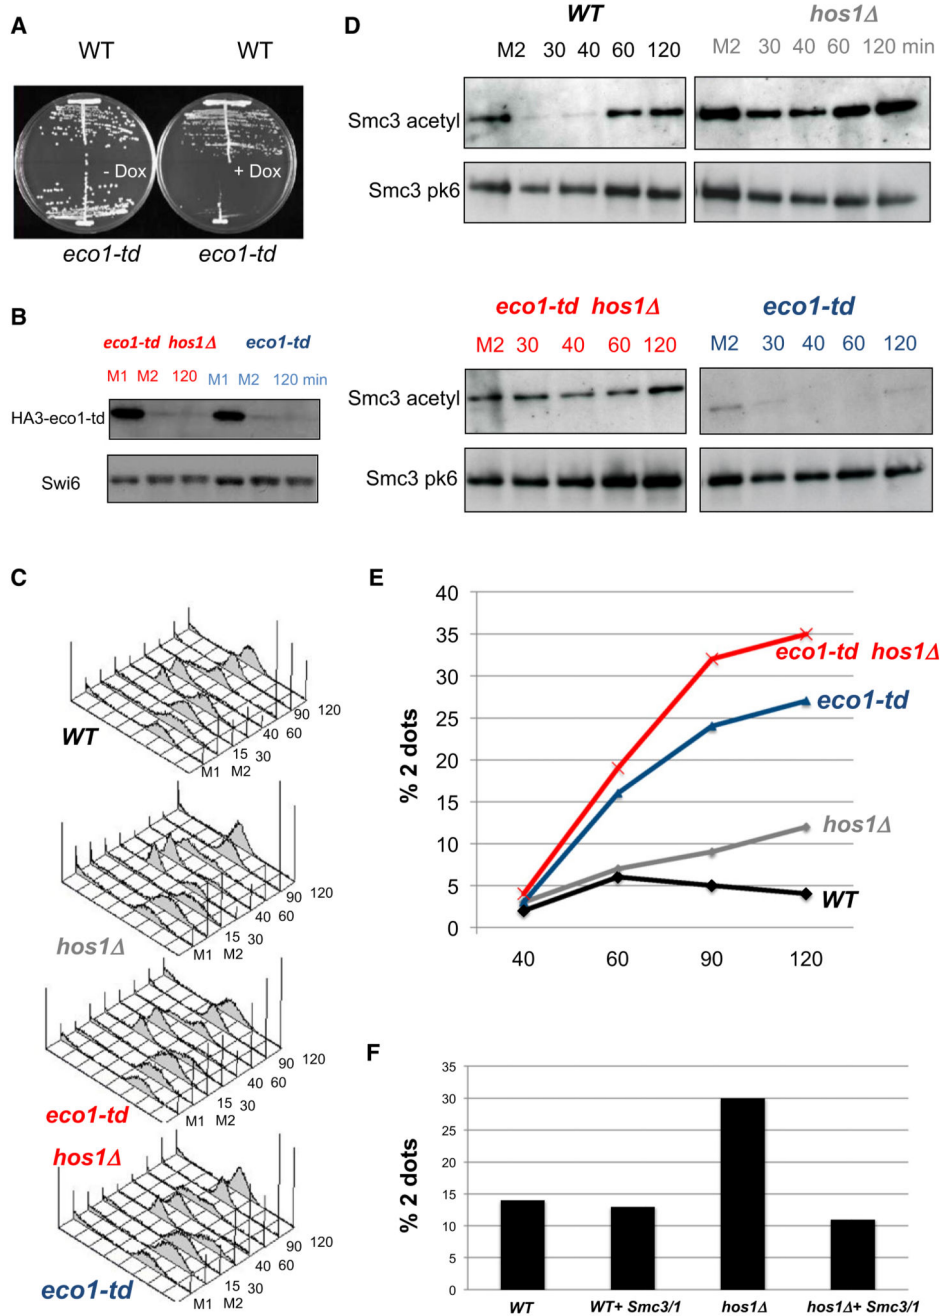 A
WT WT
- Dox + Dox
eco1-td eco1-td
B
eco1-td hos1Δ eco1-td
M1 M2 120 M1 M2 120 min
HA3-eco1-td
Swi6
C
WT
M1 M2 15 30 40 60 90 120
hos1Δ
M1 M2 15 30 40 60 90 120
eco1-td
hos1Δ
M1 M2 15 30 40 60 90 120
eco1-td
M1 M2 15 30 40 60 90 120
D
WT hos1Δ
M2 30 40 60 120 M2 30 40 60 120 min
Smc3 acetyl
Smc3 pk6
eco1-td hos1Δ eco1-td
M2 30 40 60 120 M2 30 40 60 120
Smc3 acetyl
Smc3 pk6
E
% 2 dots
40
35
30
25
20
15
10
5
0
eco1-td hos1Δ
eco1-td
hos1Δ
WT
40 60 90 120
F
% 2 dots
35
30
25
20
15
10
5
0
WT WT+ Smc3/1 hos1Δ hos1Δ+ Smc3/1